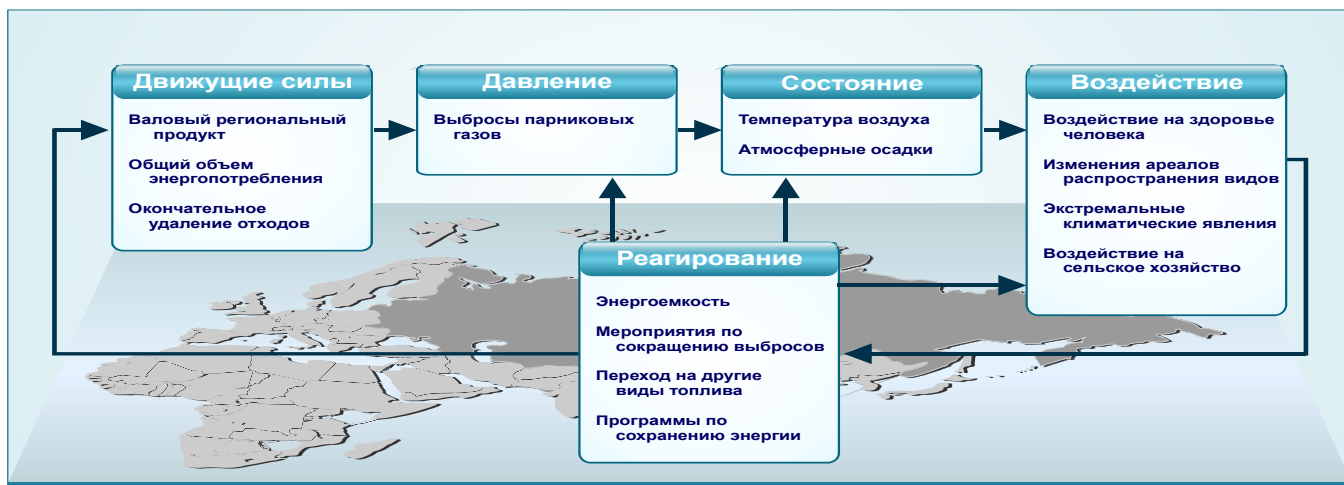 Движущие силы
Валовый региональный
продукт
Общий объем
энергопотребления
Окончательное
удаление отходов
Давление
Выбросы парниковых
газов
Состояние
Температура воздуха
Атмосферные осадки
Воздействие
Воздействие на здоровье
человека
Изменения ареалов
распространения видов
Экстремальные
климатические явления
Воздействие на
сельское хозяйство
Реагирование
Энергоемкость
Мероприятия по
сокращению выбросов
Переход на другие
виды топлива
Программы по
сохранению энергии